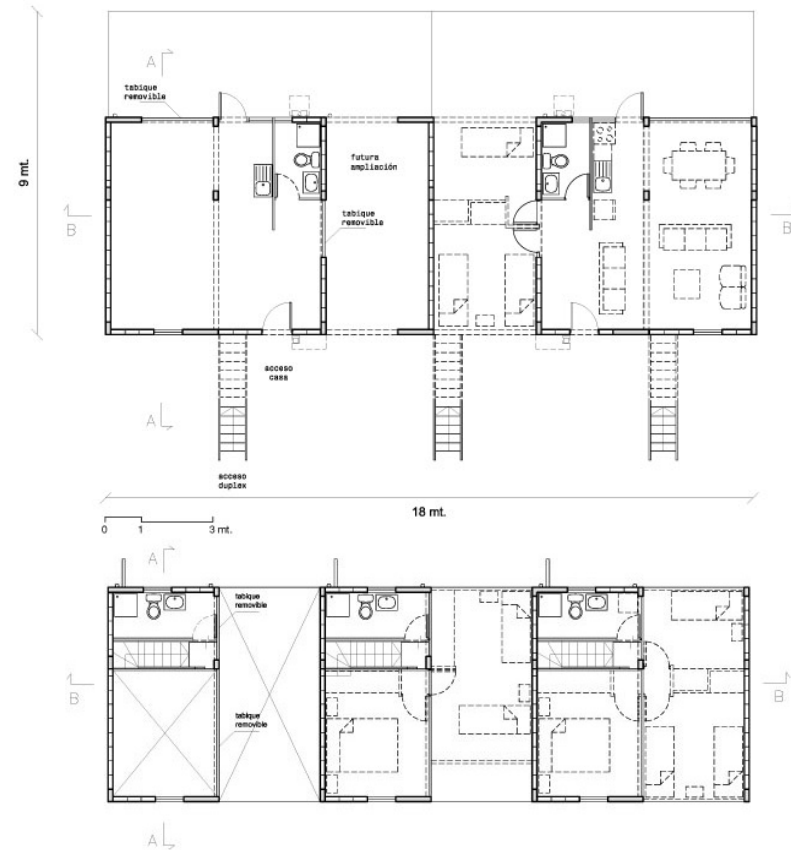 A
tabique
removible
futura
ampliación
tabique
removible
9 mt.
B
B
acceso
casa
A
acceso
duplex
18 mt.
0 1 3 mt.
A
tabique
removible
B
B
tabique
removible
A